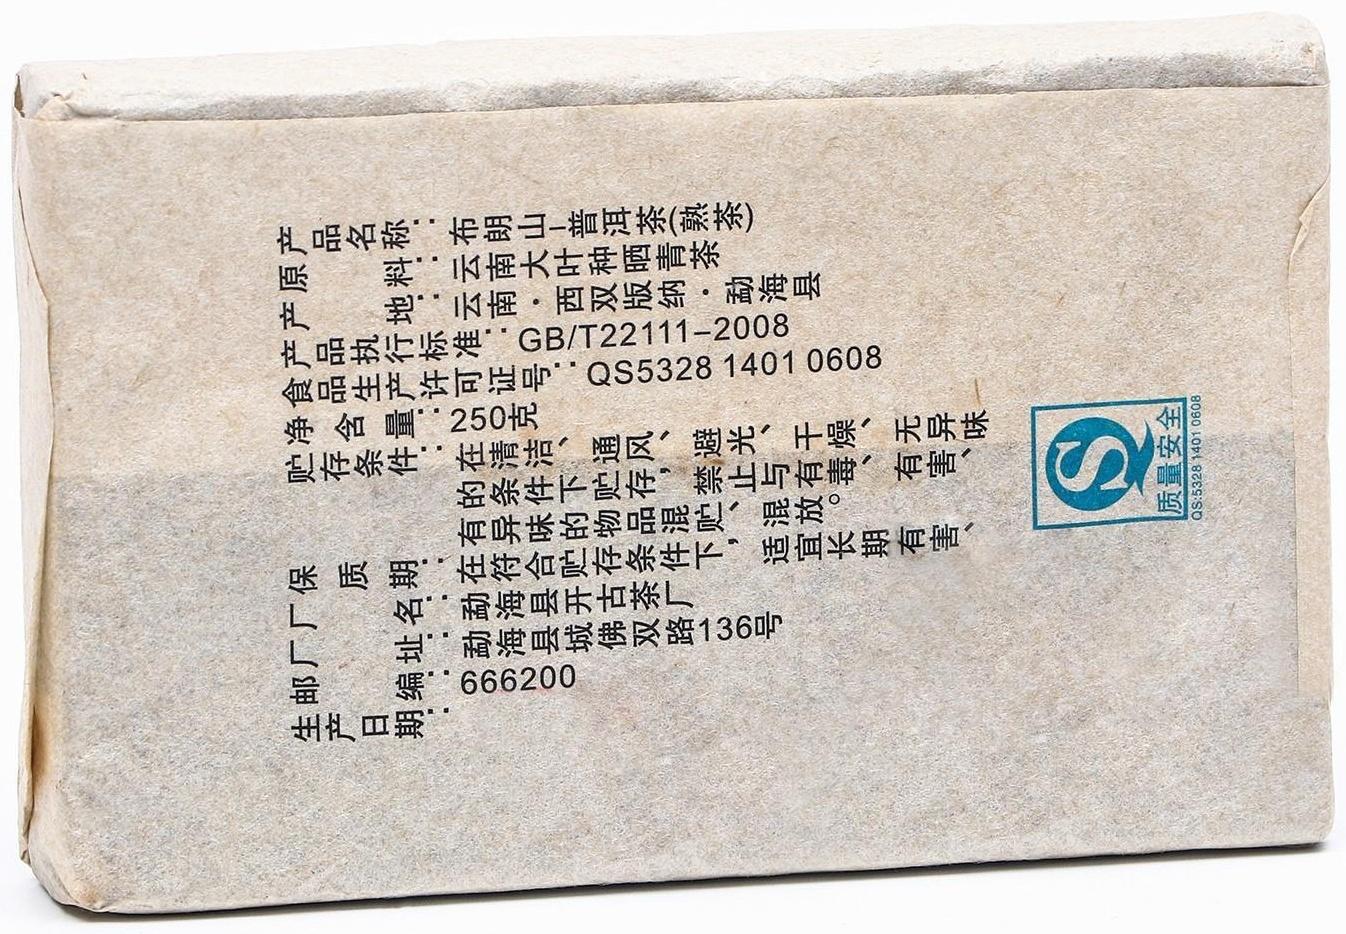 产品名称：布朗山–普洱茶(熟茶)
原料：云南大叶种晒青茶
产地：云南·西双版纳·勐海县
产品执行标准：GB/T22111–2008
食品生产许可证号：QS5328 1401 0608
净含量：250克
贮存条件：在清洁、通风、避光、干燥、无异味
的条件下贮存，禁止与有毒、有害、
有异味的物品混贮、混放。
保质期：在符合贮存条件下，适宜长期有害、
厂名：勐海县开古茶厂
厂址：勐海县城佛双路136号
邮编：666200
生产日期：
QS
质量安全
QS:5328 1401 0608